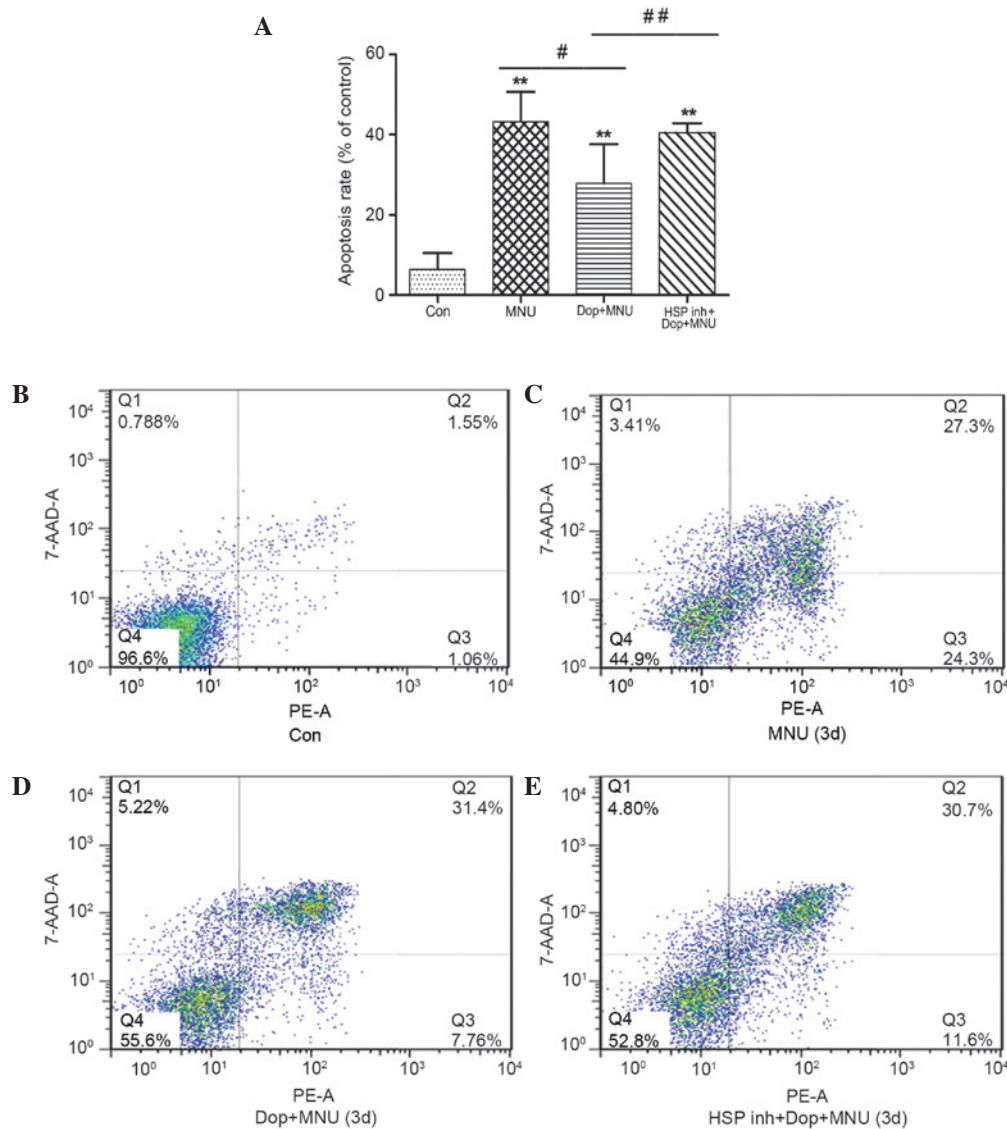 A
# #
#
**
**
**
Apoptosis rate (% of control)
60
40
20
0
Con
MNU
Dop+MNU
HSP inh+
Dop+MNU
B
Q1
0.788%
Q2
1.55%
Q4
96.6%
Q3
1.06%
7-AAD-A
10⁴
10³
10²
10¹
10⁰
10⁰ 10¹ 10² 10³ 10⁴
PE-A
Con
C
Q1
3.41%
Q2
27.3%
Q4
44.9%
Q3
24.3%
7-AAD-A
10⁴
10³
10²
10¹
10⁰
10⁰ 10¹ 10² 10³ 10⁴
PE-A
MNU (3d)
D
Q1
5.22%
Q2
31.4%
Q4
55.6%
Q3
7.76%
7-AAD-A
10⁴
10³
10²
10¹
10⁰
10⁰ 10¹ 10² 10³ 10⁴
PE-A
Dop+MNU (3d)
E
Q1
4.80%
Q2
30.7%
Q4
52.8%
Q3
11.6%
7-AAD-A
10⁴
10³
10²
10¹
10⁰
10⁰ 10¹ 10² 10³ 10⁴
PE-A
HSP inh+Dop+MNU (3d)